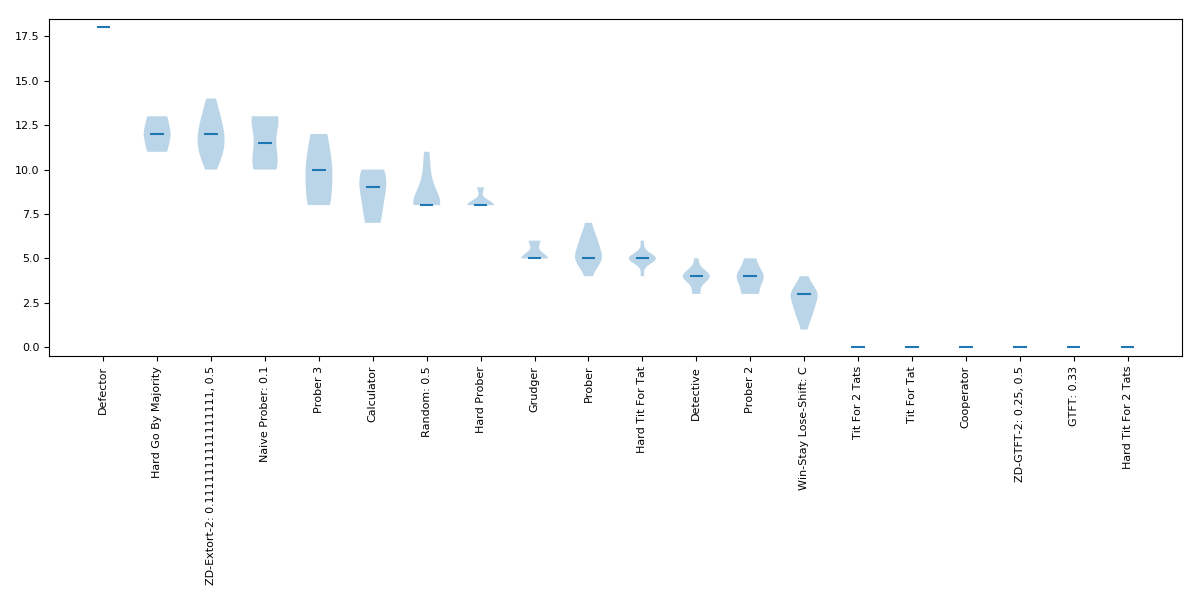 17.5
15.0
12.5
10.0
7.5
5.0
2.5
0.0
Defector
Hard Go By Majority
ZD-Extort-2: 0.1111111111111111, 0.5
Naive Prober: 0.1
Prober 3
Calculator
Random: 0.5
Hard Prober
Grudger
Prober
Hard Tit For Tat
Detective
Prober 2
Win-Stay Lose-Shift: C
Tit For 2 Tats
Tit For Tat
Cooperator
ZD-GTFT-2: 0.25, 0.5
GTFT: 0.33
Hard Tit For 2 Tats